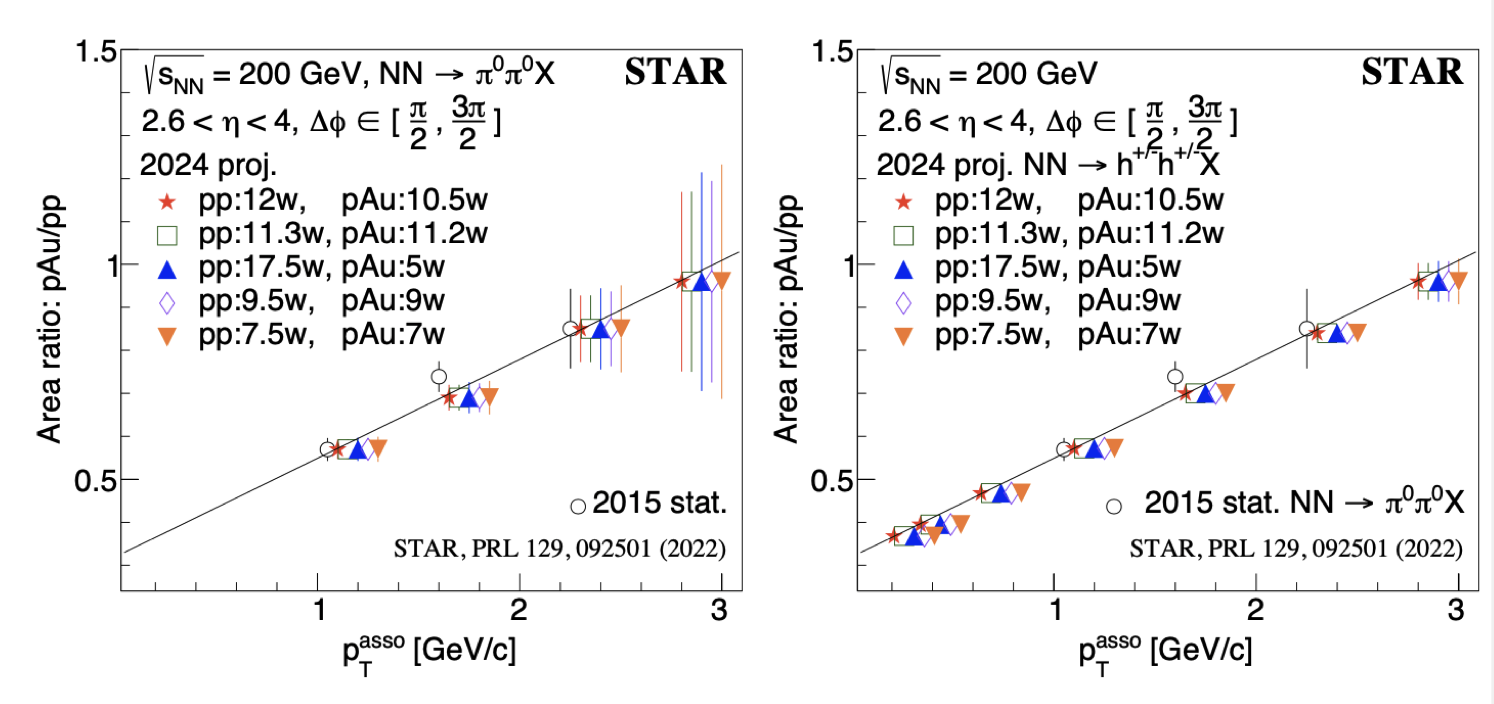 1.5
√s_NN = 200 GeV, NN → π⁰π⁰X
STAR
2.6 < η < 4, Δϕ ∈ [π/2, 3π/2]
2024 proj.
pp:12w, pAu:10.5w
pp:11.3w, pAu:11.2w
pp:17.5w, pAu:5w
pp:9.5w, pAu:9w
pp:7.5w, pAu:7w
Area ratio: pAu/pp
1
0.5
2015 stat.
STAR, PRL 129, 092501 (2022)
1 2 3
p_T^asso [GeV/c]
1.5
√s_NN = 200 GeV
STAR
2.6 < η < 4, Δϕ ∈ [π/2, 3π/2]
2024 proj. NN → h^+/-h^+/-X
pp:12w, pAu:10.5w
pp:11.3w, pAu:11.2w
pp:17.5w, pAu:5w
pp:9.5w, pAu:9w
pp:7.5w, pAu:7w
Area ratio: pAu/pp
1
0.5
2015 stat. NN → π⁰π⁰X
STAR, PRL 129, 092501 (2022)
1 2 3
p_T^asso [GeV/c]